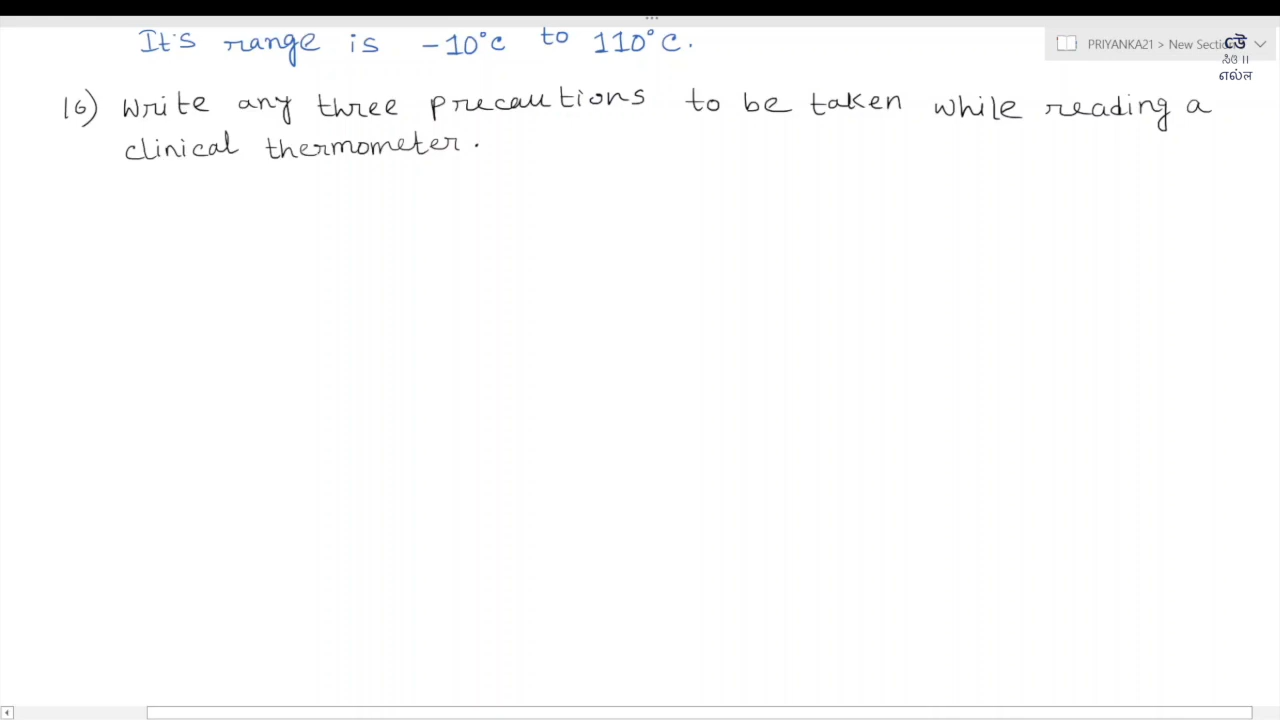 It's range is -10°C to 110°C.
PRIYANKA21 > New Section
16) Write any three precautions to be taken while reading a
clinical thermometer.
எல்ல